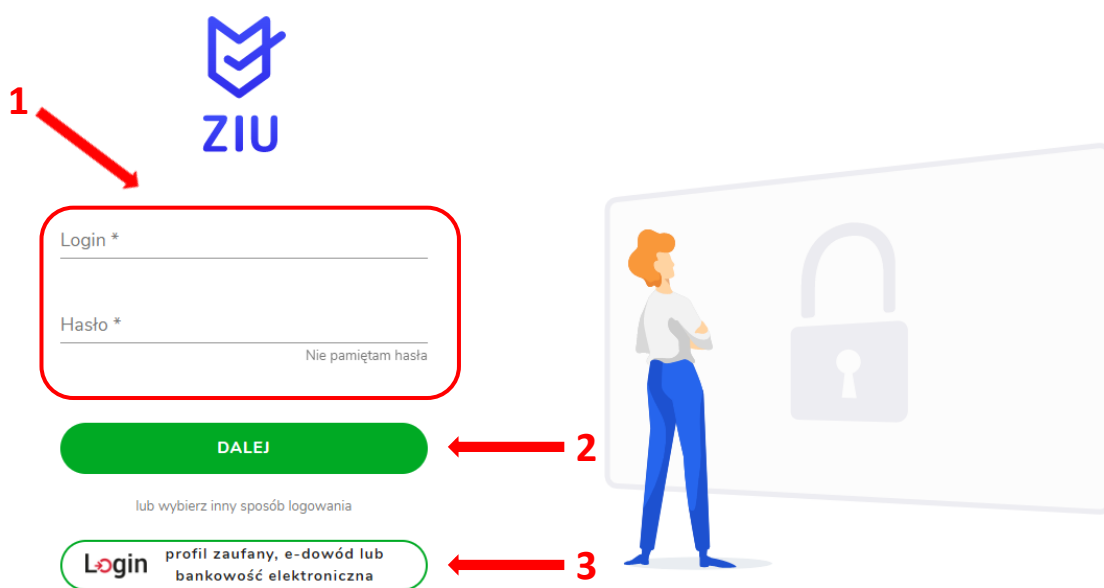 ZIU
1
Login *
Hasło *
Nie pamiętam hasła
DALEJ
2
lub wybierz inny sposób logowania
Login
profil zaufany, e-dowód lub
bankowość elektroniczna
3